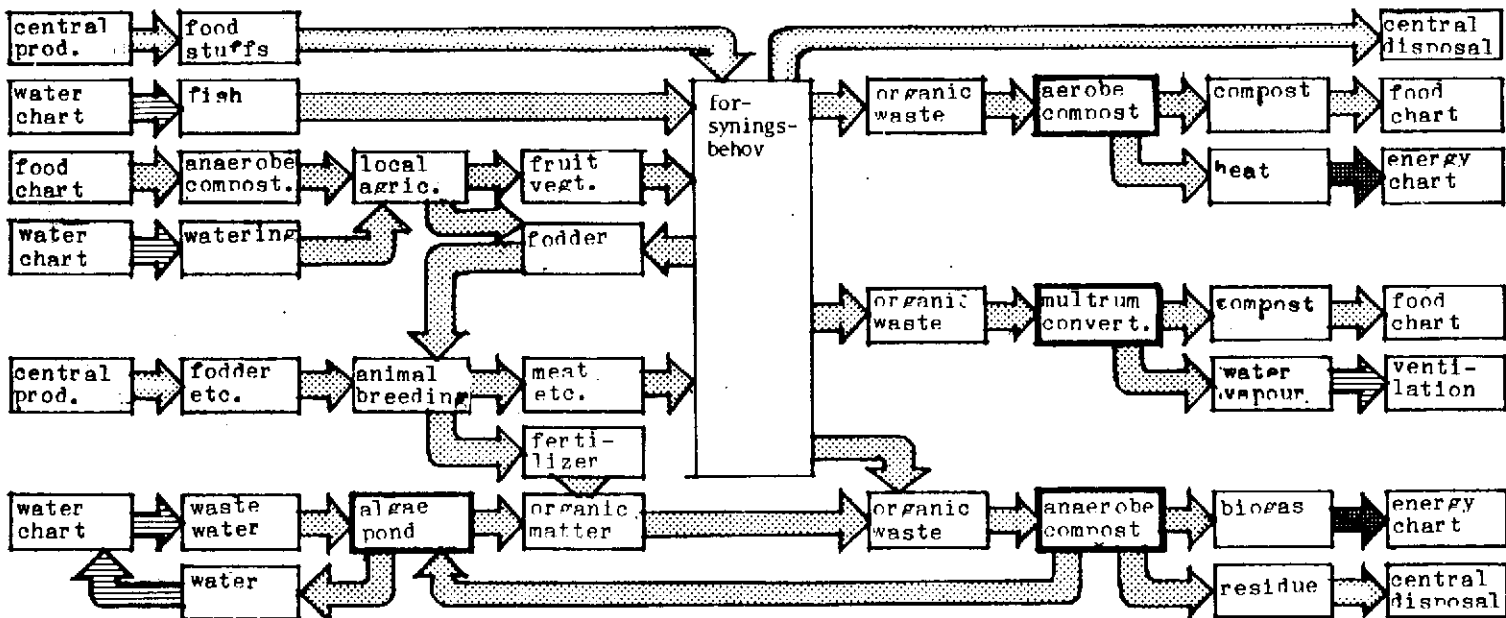 central
prod.
food
stuffs
central
disposal
water
chart
fish
for-
synings-
behov
organic
waste
aerobe
compost
compost
food
chart
food
chart
anaerobe
compost.
local
agric.
fruit
vegt.
heat
energy
chart
water
chart
watering
fodder
organic
waste
multrum
convert.
compost
food
chart
central
prod.
fodder
etc.
animal
breeding
meat
etc.
water
vapour
venti-
lation
ferti-
lizer
water
chart
waste
water
algae
pond
organic
matter
organic
waste
anaerobe
compost
biogas
energy
chart
water
residue
central
disposal